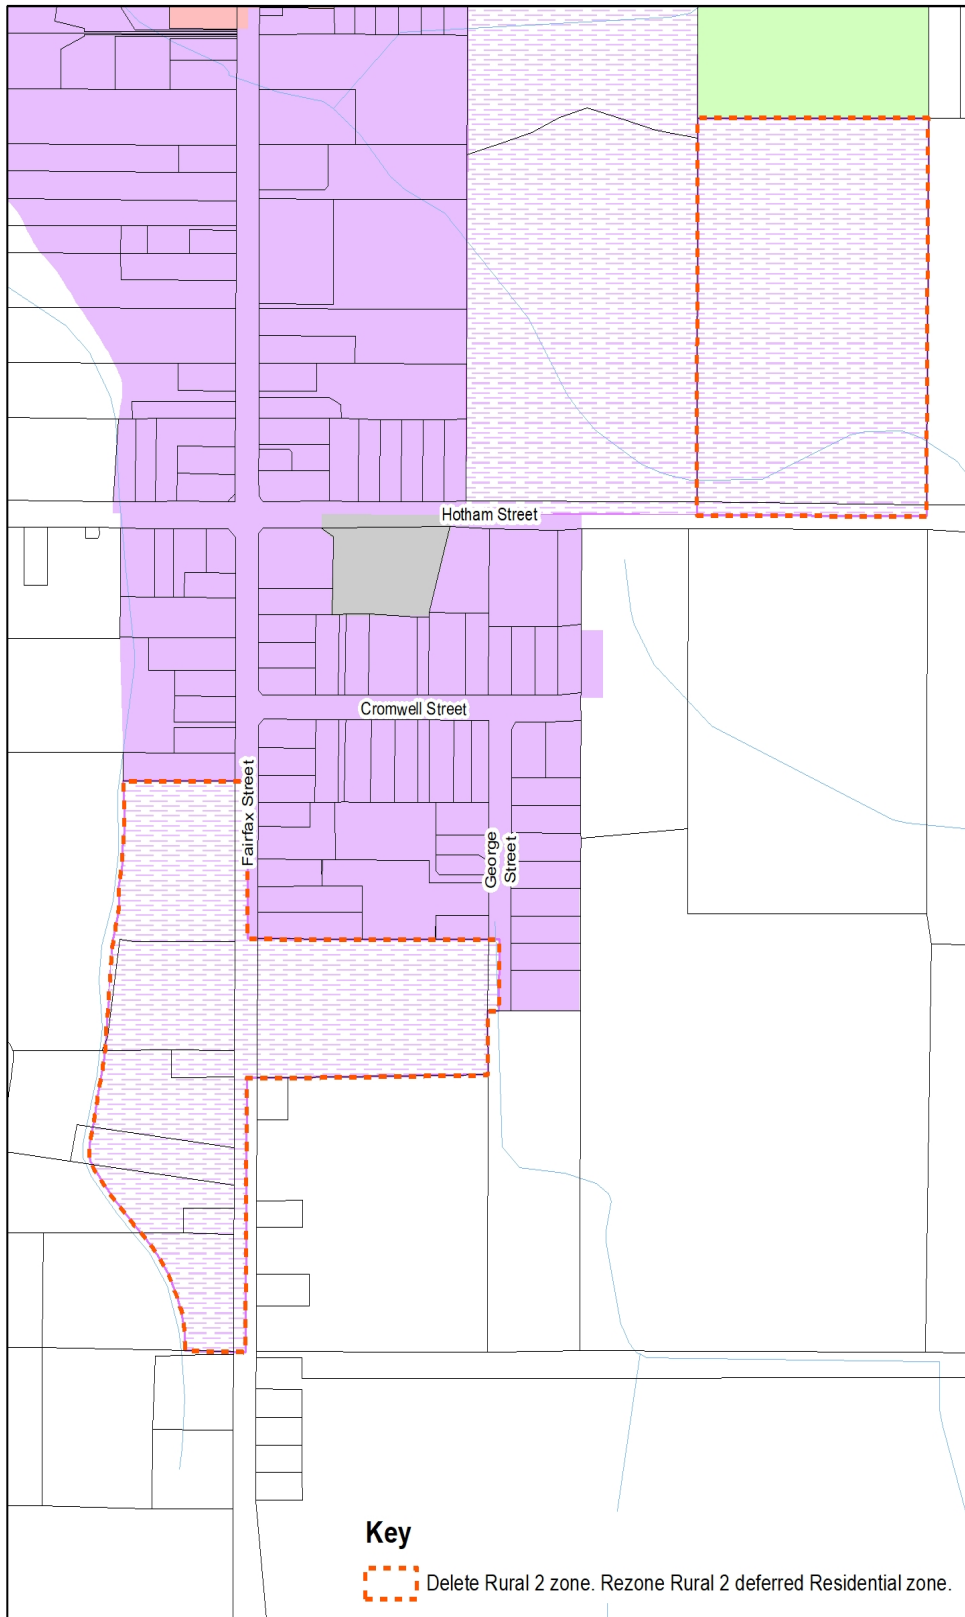 Hotham Street
Cromwell Street
Fairfax Street
George
Street
Key
Delete Rural 2 zone. Rezone Rural 2 deferred Residential zone.